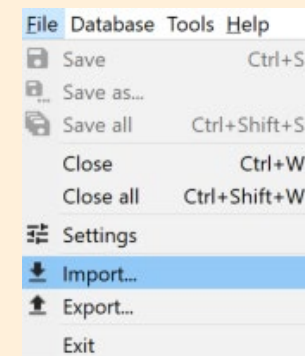 File Database Tools Help
Save Ctrl+S
Save as...
Save all Ctrl+Shift+S
Close Ctrl+W
Close all Ctrl+Shift+W
Settings
Import...
Export...
Exit